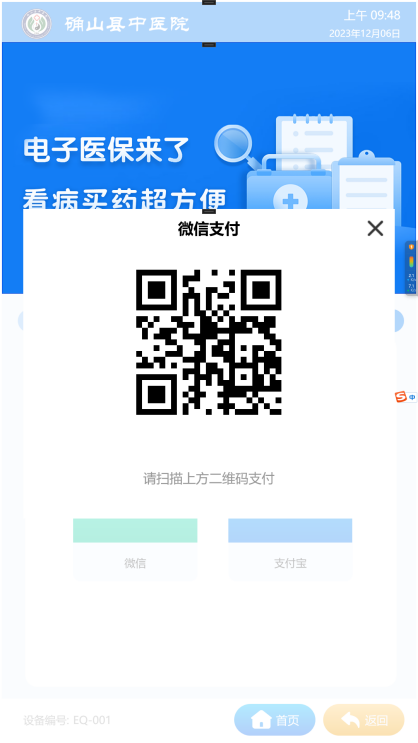 确山县中医院
上午 09:48
2023年12月06日
电子医保来了
看病买药超方便
微信支付
请扫描上方二维码支付
微信
支付宝
设备编号: EQ-001
首页
返回
中